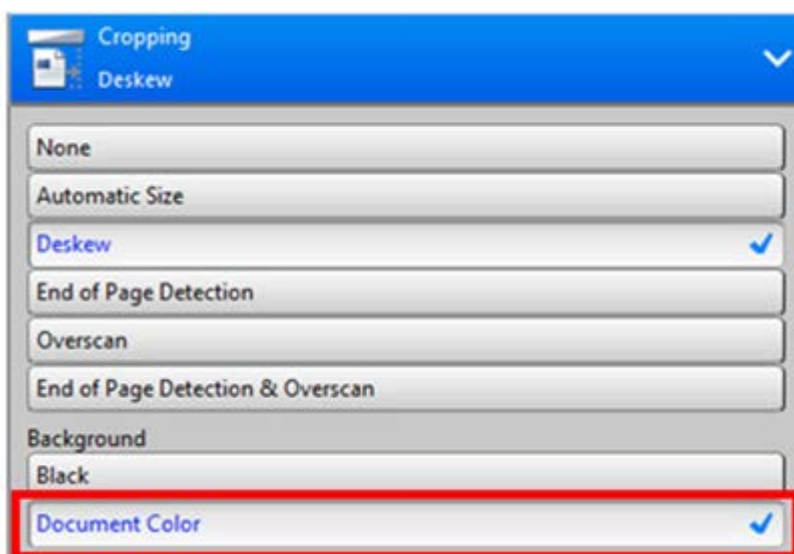 Cropping
Deskew
None
Automatic Size
Deskew
End of Page Detection
Overscan
End of Page Detection & Overscan
Background
Black
Document Color